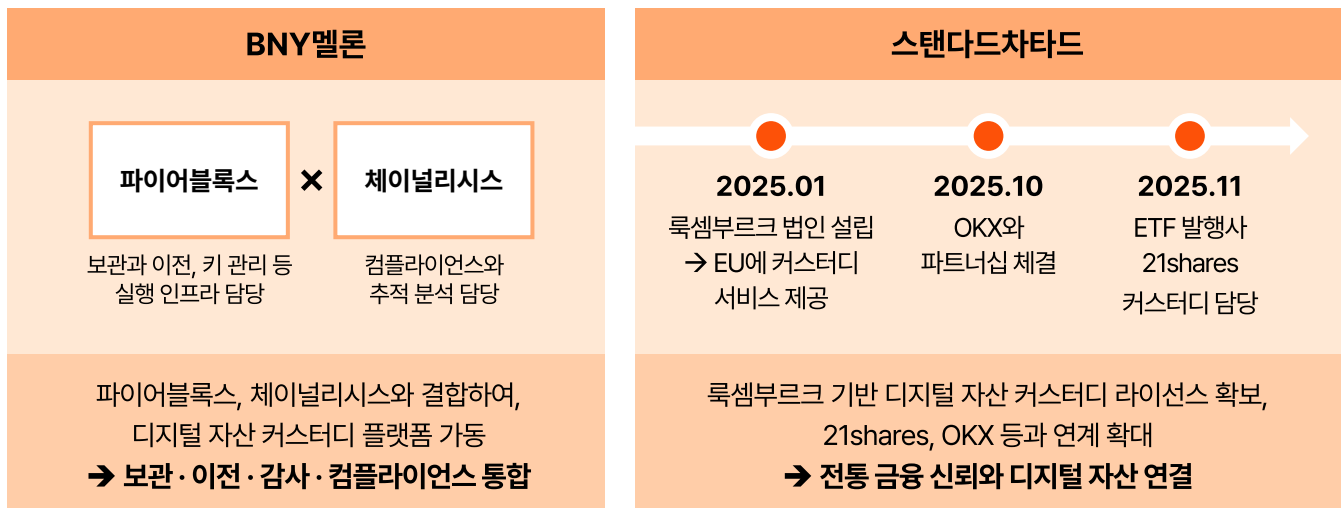 BNY멜론
파이어블록스
×
체이널리시스
보관과 이전, 키 관리 등
실행 인프라 담당
컴플라이언스와
추적 분석 담당
파이어블록스, 체이널리시스와 결합하여,
디지털 자산 커스터디 플랫폼 가동
➔ 보관 · 이전 · 감사 · 컴플라이언스 통합
스탠다드차타드
2025.01
룩셈부르크 법인 설립
→ EU에 커스터디
서비스 제공
2025.10
OKX와
파트너십 체결
2025.11
ETF 발행사
21shares
커스터디 담당
룩셈부르크 기반 디지털 자산 커스터디 라이선스 확보,
21shares, OKX 등과 연계 확대
➔ 전통 금융 신뢰와 디지털 자산 연결